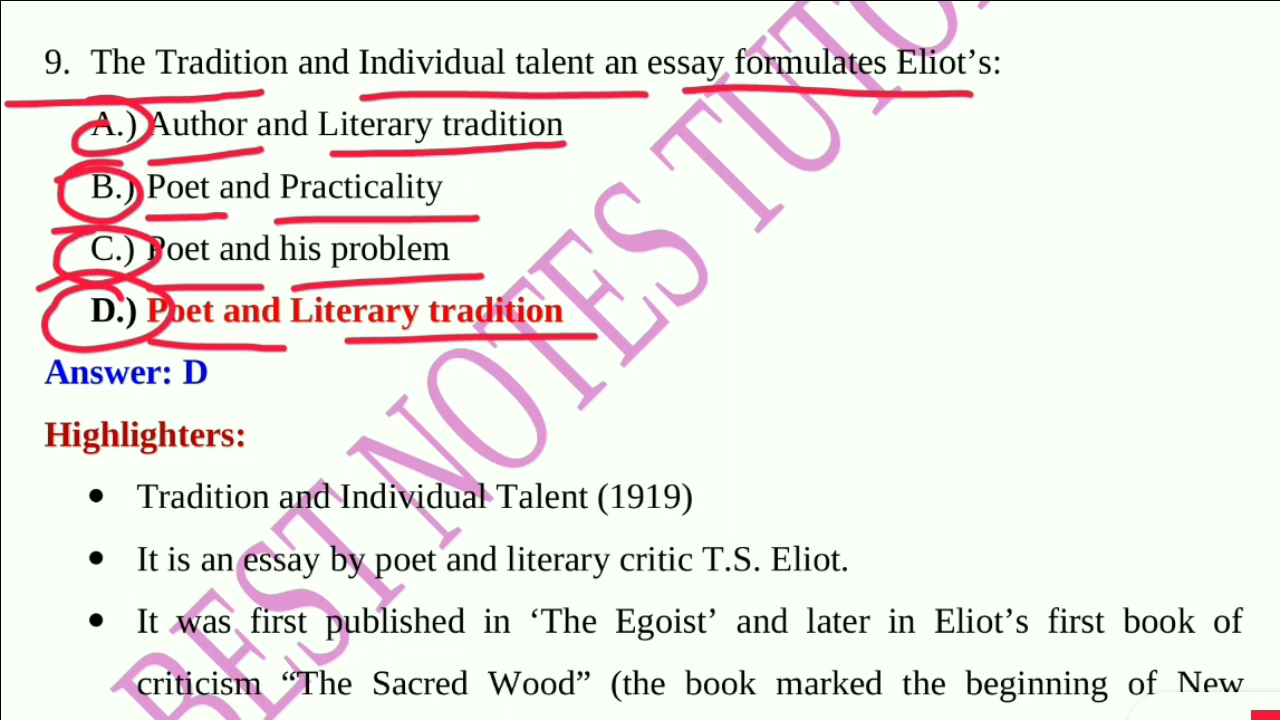 9. The Tradition and Individual talent an essay formulates Eliot's:
A.) Author and Literary tradition
B.) Poet and Practicality
C.) Poet and his problem
D.) Poet and Literary tradition
Answer: D
Highlighters:
• Tradition and Individual Talent (1919)
• It is an essay by poet and literary critic T.S. Eliot.
• It was first published in ‘The Egoist’ and later in Eliot’s first book of
criticism “The Sacred Wood” (the book marked the beginning of New
BEST NOTES TUTO